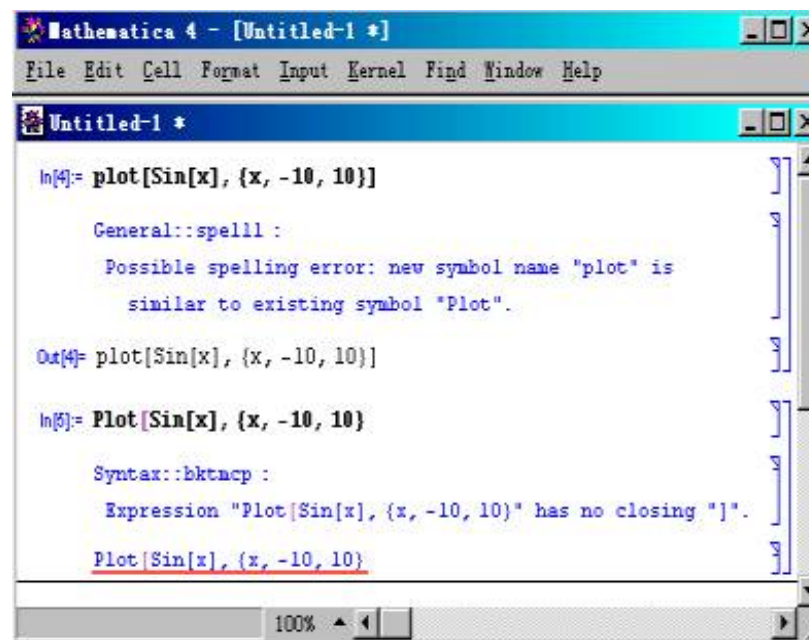 Mathematica 4 - [Untitled-1 *]
File Edit Cell Format Input Kernel Find Window Help
Untitled-1 *
In[4]:= plot[Sin[x], {x, -10, 10}]
General::spell1 :
Possible spelling error: new symbol name "plot" is
similar to existing symbol "Plot".
Out[4]= plot[Sin[x], {x, -10, 10}]
In[5]:= Plot[Sin[x], {x, -10, 10}
Syntax::bktmcp :
Expression "Plot[Sin[x], {x, -10, 10}" has no closing "]".
Plot[Sin[x], {x, -10, 10}
100%